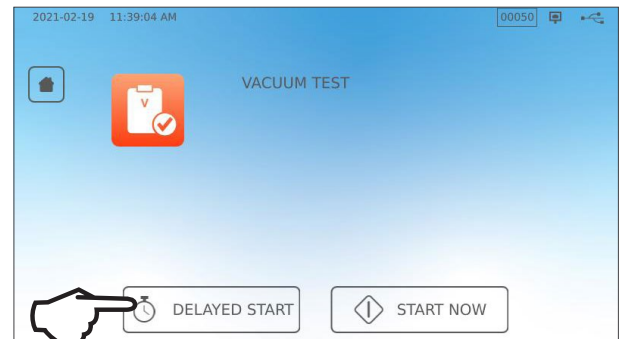 2021-02-19 11:39:04 AM 00050
VACUUM TEST
V
DELAYED START START NOW